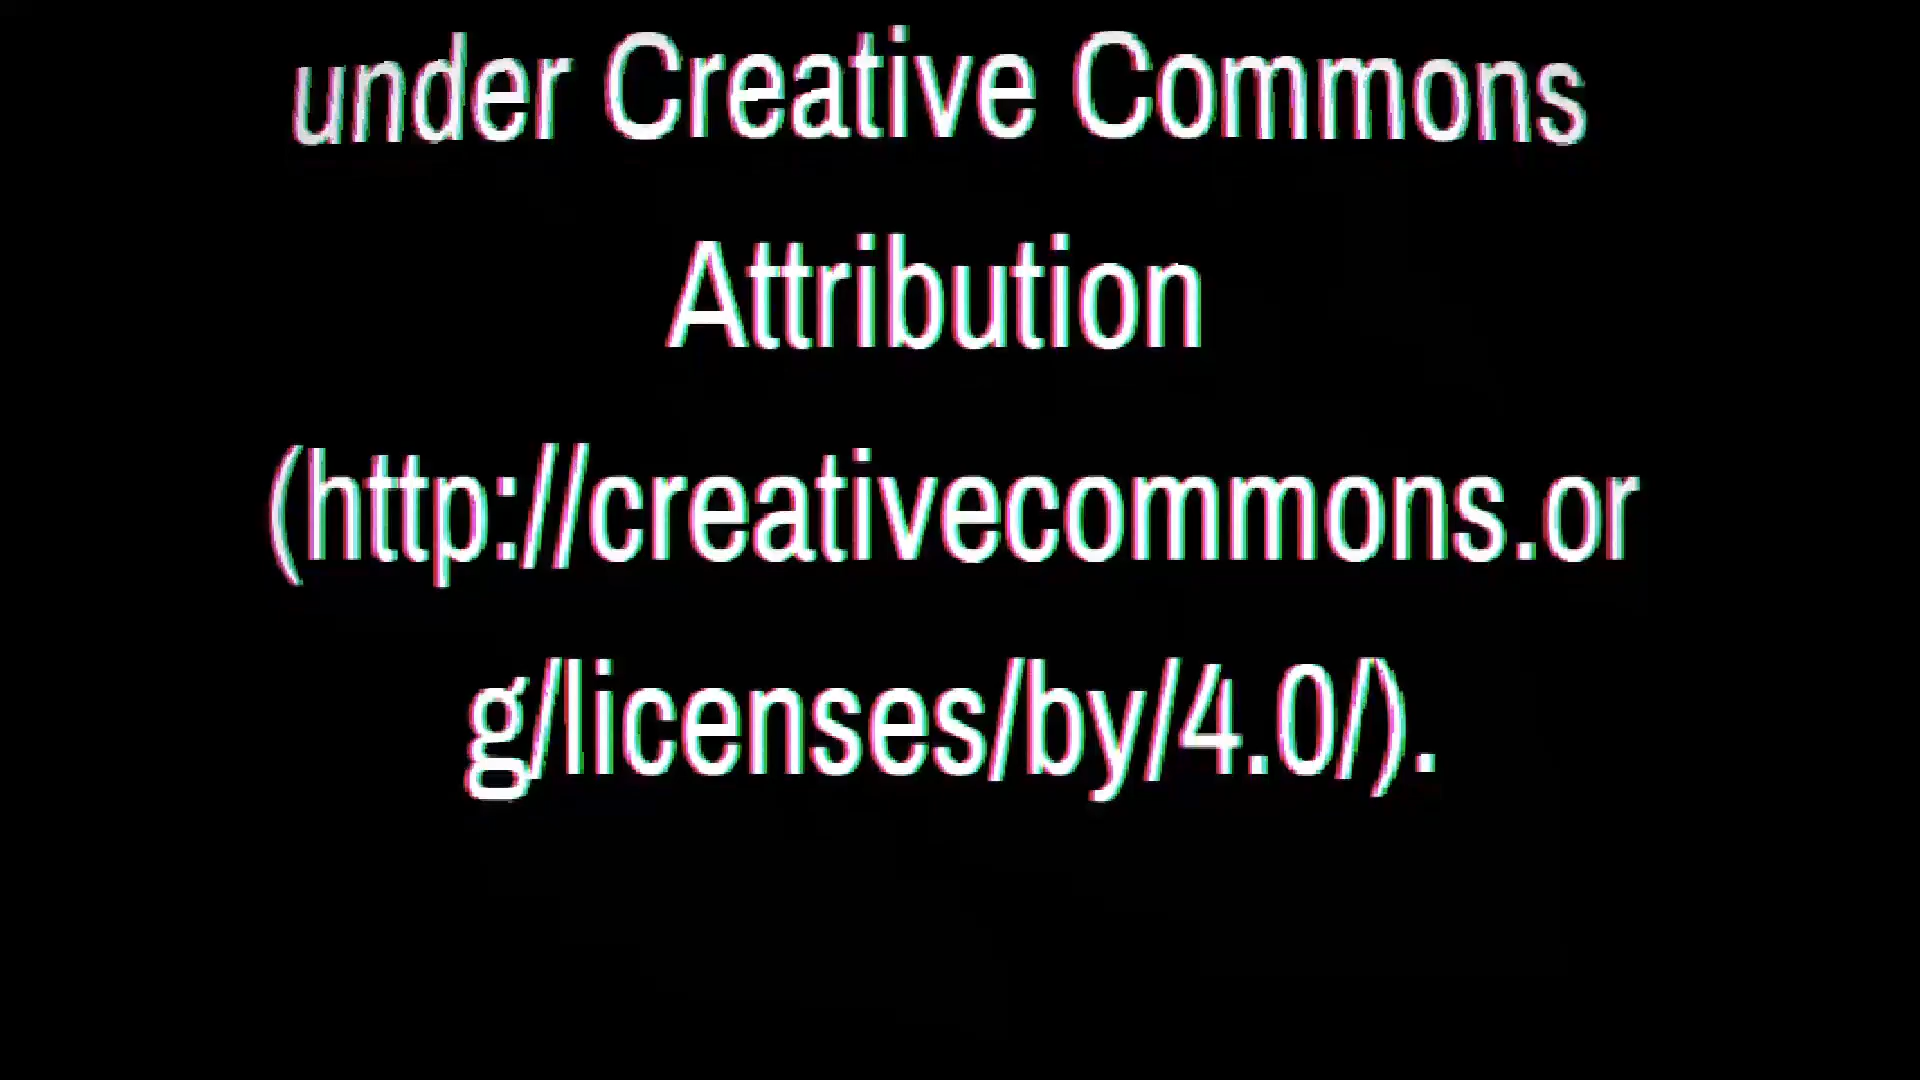 under Creative Commons
Attribution
(http://creativecommons.or
g/licenses/by/4.0/).